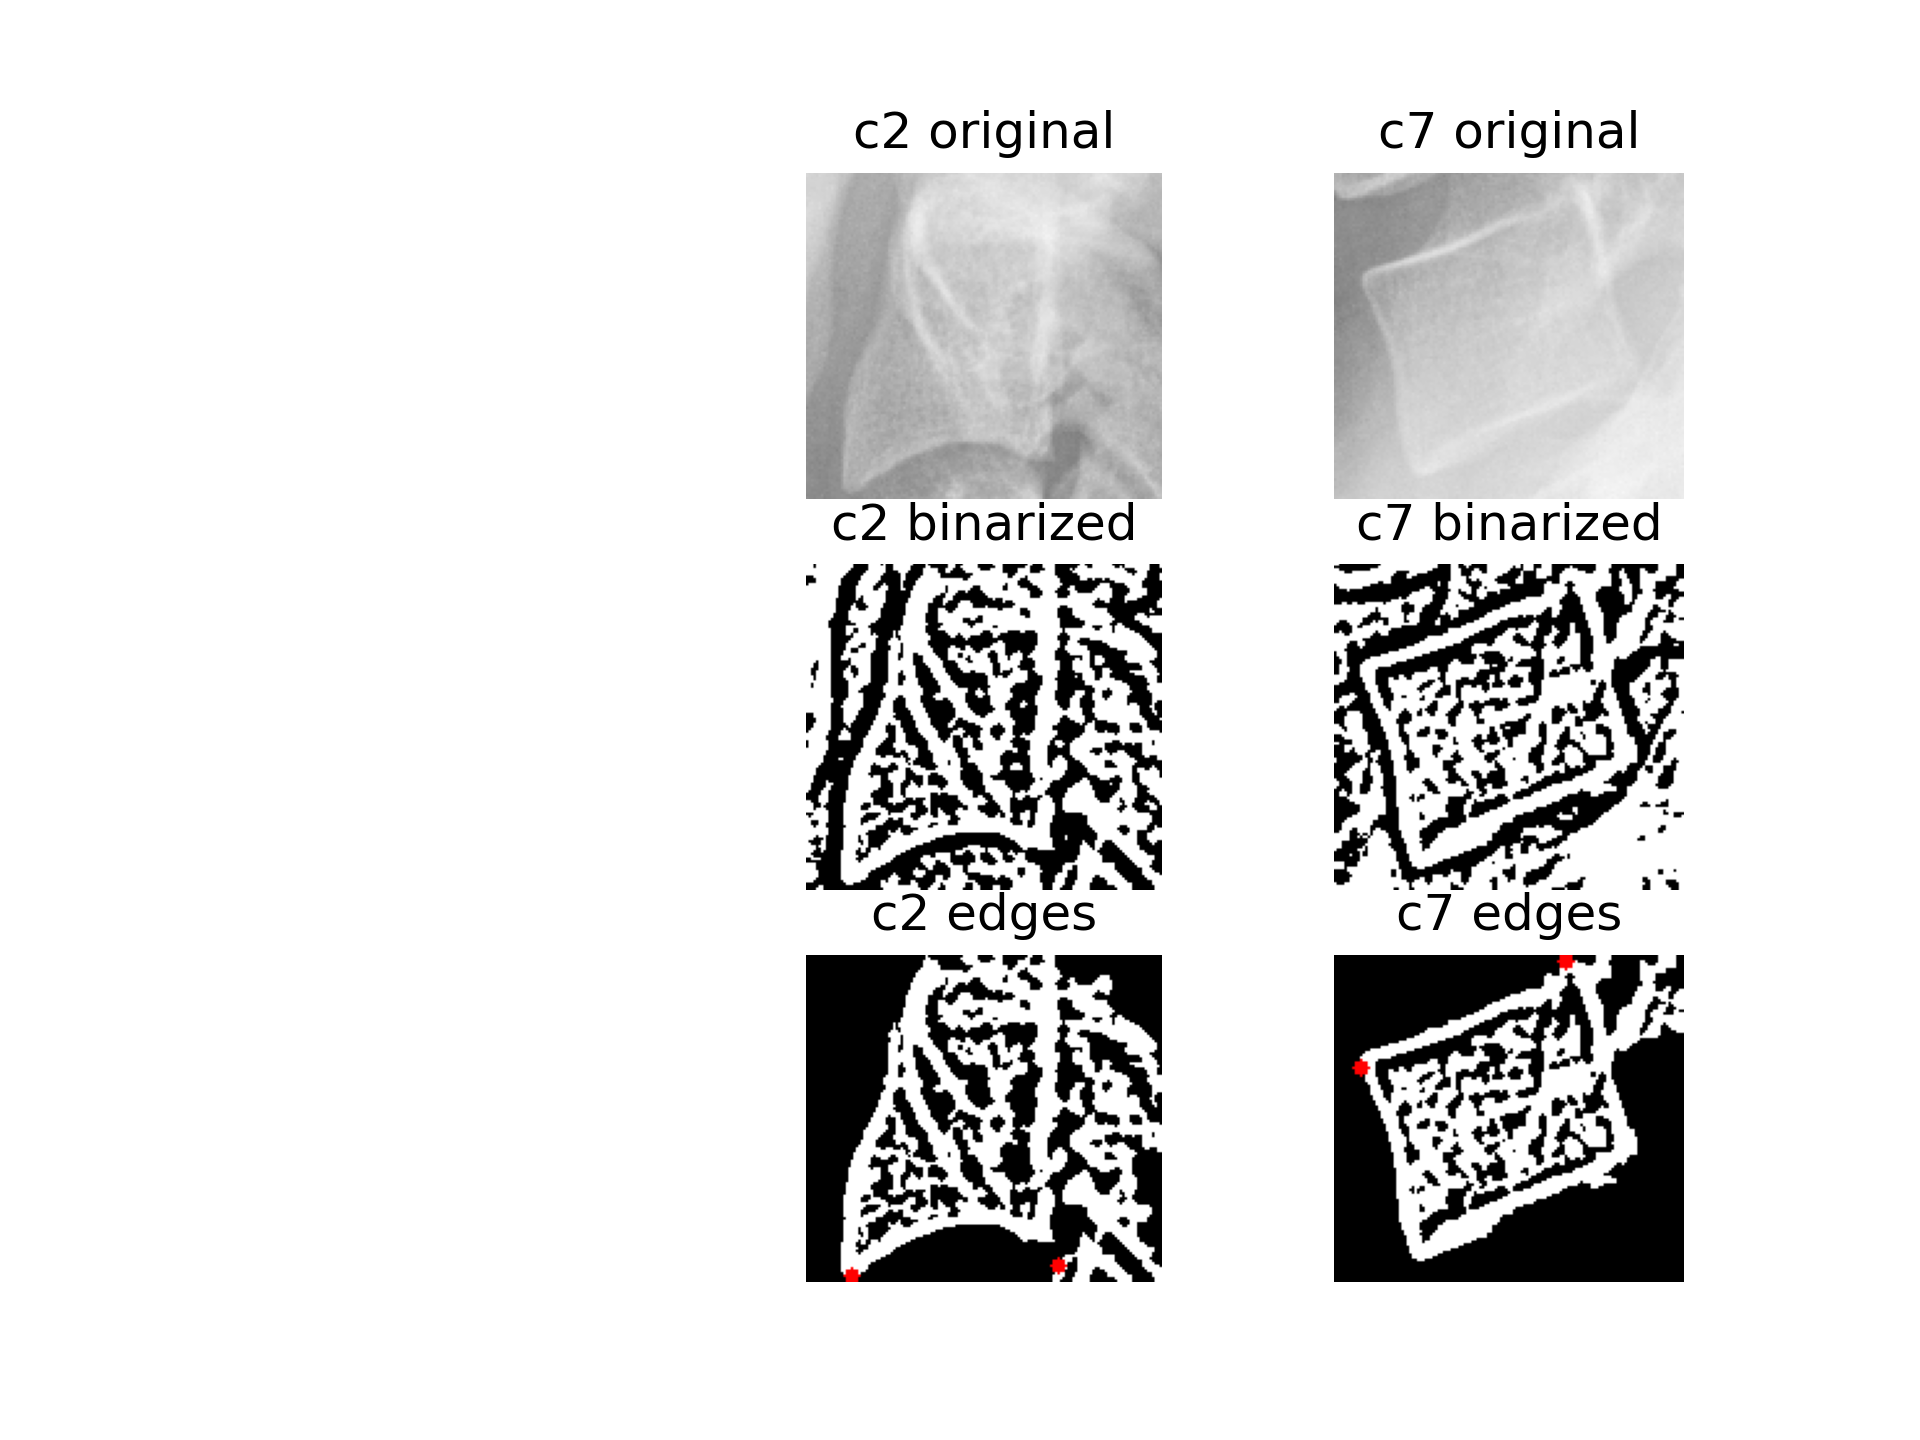 c2 original
c7 original
c2 binarized
c7 binarized
c2 edges
c7 edges